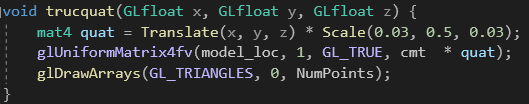 void trucquat(GLfloat x, GLfloat y, GLfloat z) {
mat4 quat = Translate(x, y, z) * Scale(0.03, 0.5, 0.03);
glUniformMatrix4fv(model_loc, 1, GL_TRUE, cmt  * quat);
glDrawArrays(GL_TRIANGLES, 0, NumPoints);
}